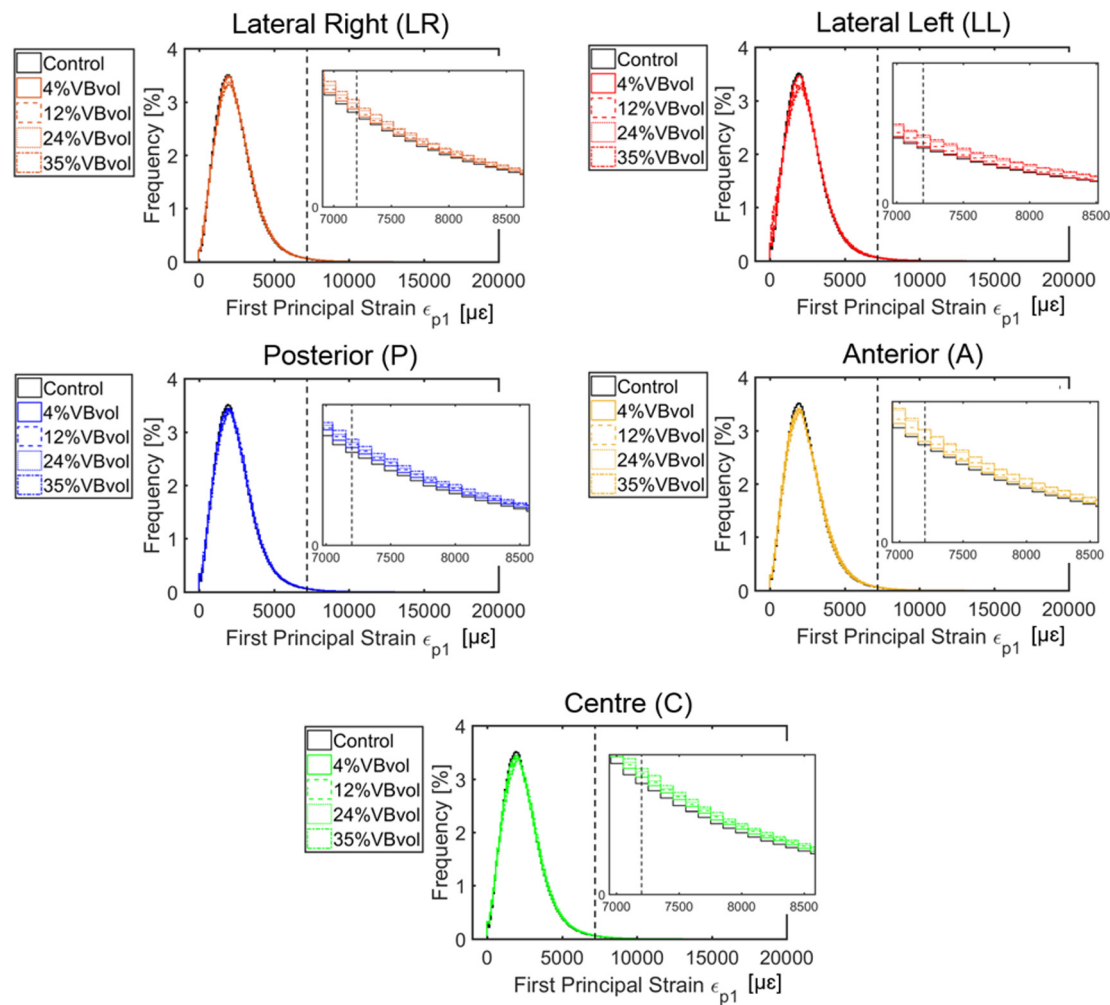 Lateral Right (LR)
Control
4%VBvol
12%VBvol
24%VBvol
35%VBvol
Frequency [%]
4
3
2
1
0
0
7000 7500 8000 8500
0 5000 10000 15000 20000
First Principal Strain ϵp1 [µε]
Lateral Left (LL)
Control
4%VBvol
12%VBvol
24%VBvol
35%VBvol
Frequency [%]
4
3
2
1
0
0
7000 7500 8000 8500
0 5000 10000 15000 20000
First Principal Strain ϵp1 [µε]
Posterior (P)
Control
4%VBvol
12%VBvol
24%VBvol
35%VBvol
Frequency [%]
4
3
2
1
0
0
7000 7500 8000 8500
0 5000 10000 15000 20000
First Principal Strain ϵp1 [µε]
Anterior (A)
Control
4%VBvol
12%VBvol
24%VBvol
35%VBvol
Frequency [%]
4
3
2
1
0
0
7000 7500 8000 8500
0 5000 10000 15000 20000
First Principal Strain ϵp1 [µε]
Centre (C)
Control
4%VBvol
12%VBvol
24%VBvol
35%VBvol
Frequency [%]
4
3
2
1
0
0
7000 7500 8000 8500
0 5000 10000 15000 20000
First Principal Strain ϵp1 [µε]